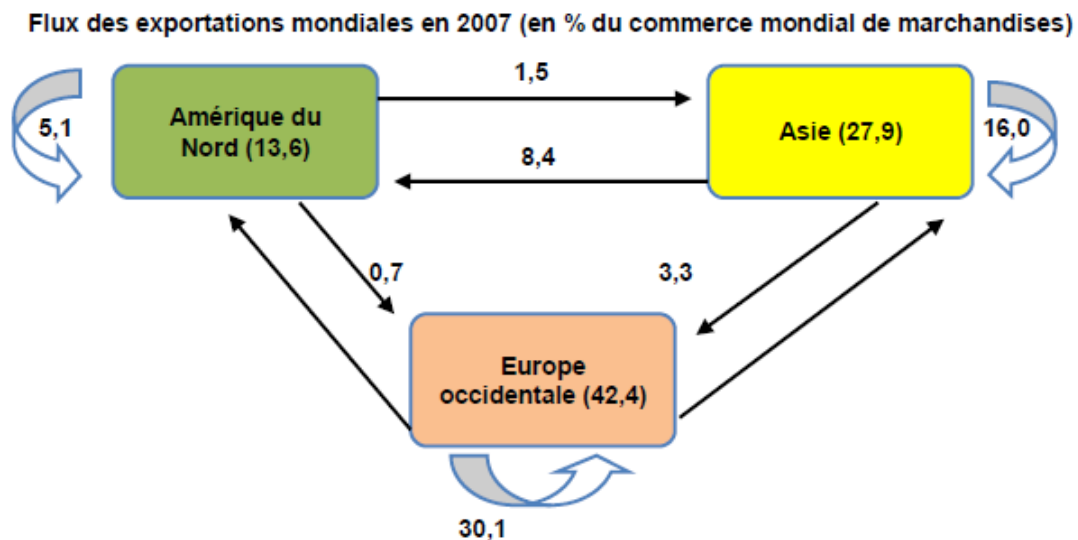 Flux des exportations mondiales en 2007 (en % du commerce mondial de marchandises)
1,5
Amérique du
Nord (13,6)
5,1
Asie (27,9)
16,0
8,4
0,7
3,3
Europe
occidentale (42,4)
30,1